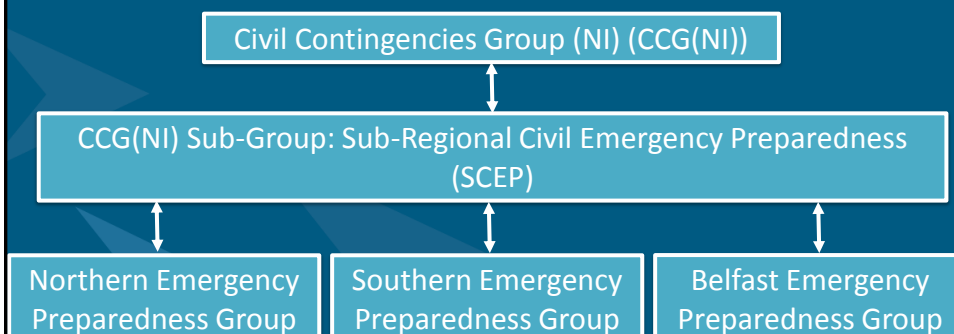 Civil Contingencies Group (NI) (CCG(NI))
CCG(NI) Sub-Group: Sub-Regional Civil Emergency Preparedness
(SCEP)
Northern Emergency
Preparedness Group
Southern Emergency
Preparedness Group
Belfast Emergency
Preparedness Group